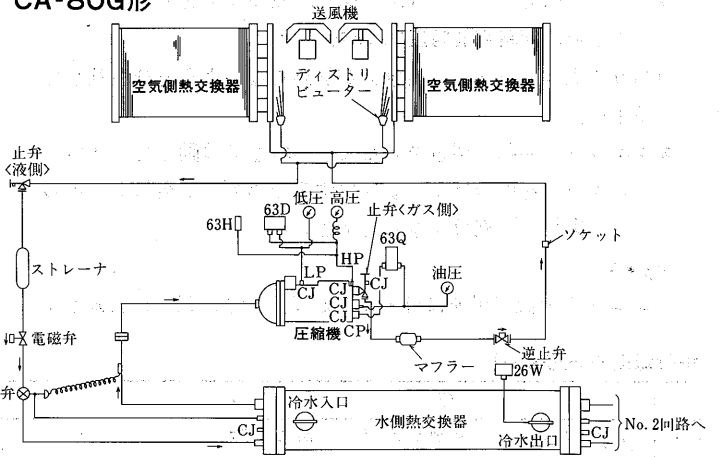 CA-80G形
送風機
空気側熱交換器
空気側熱交換器
ディストリ
ビューター
止弁
〈液側〉
低圧
高圧
止弁〈ガス側〉
63H
63D
63Q
ソケット
油圧
ストレーナ
LP
HP
CJ
CJ
CJ
CJ
CJ
圧縮機
CP
電磁弁
マフラー
逆止弁
26W
弁
冷水入口
水側熱交換器
冷水出口
CJ
CJ
No.2回路へ